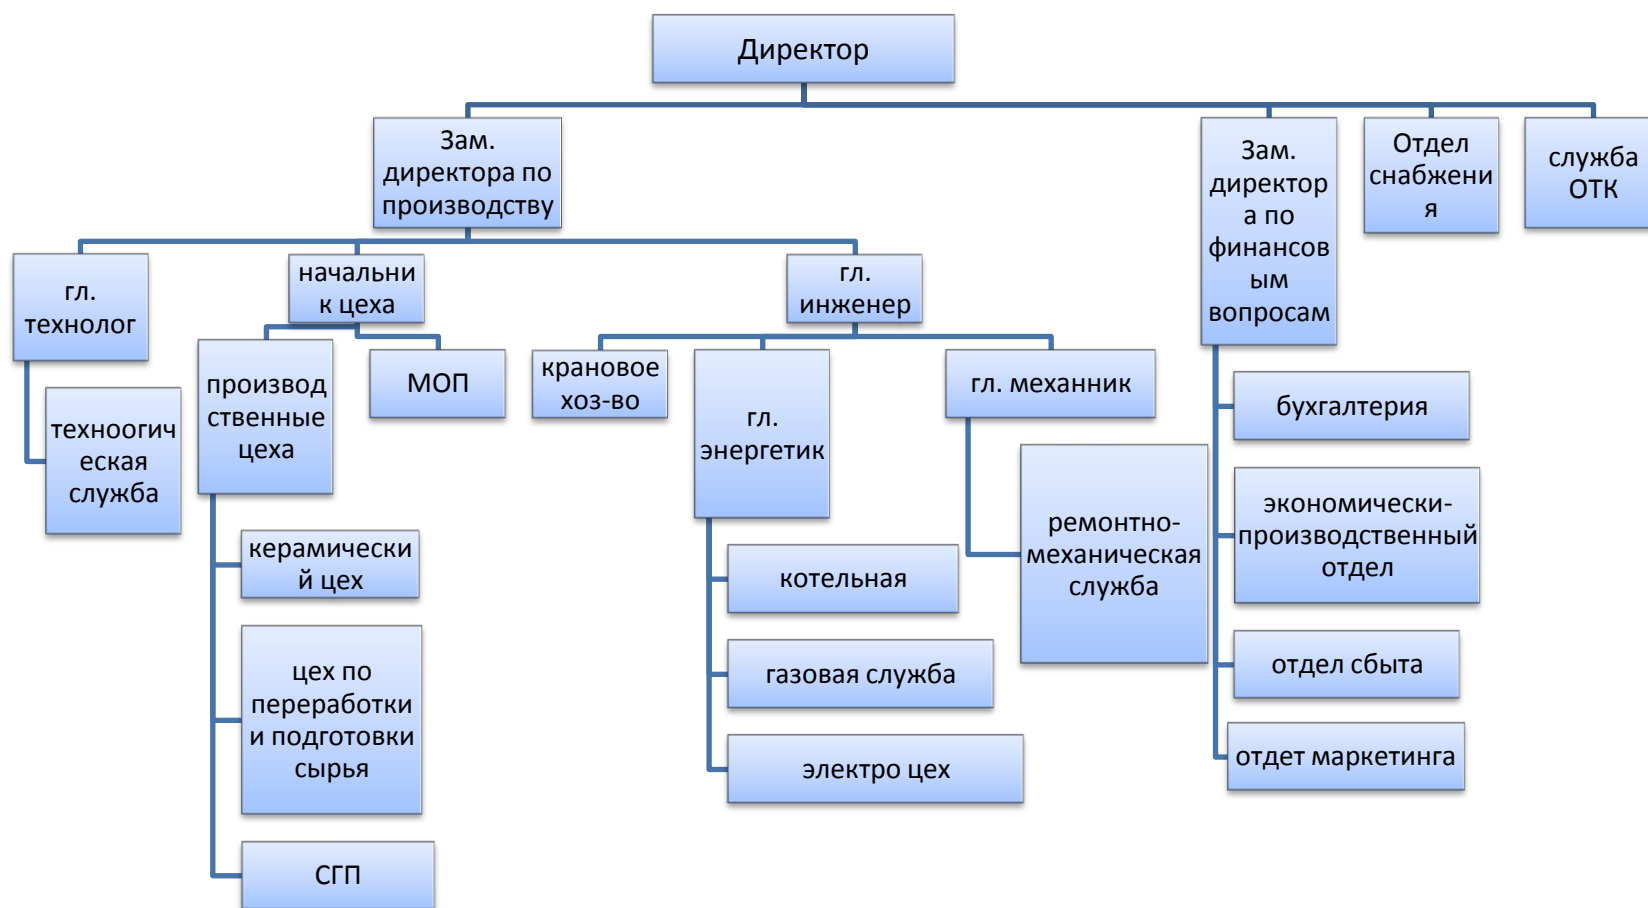 Директор
Зам.
директора по
производству
Зам.
директор
а по
финансов
ым
вопросам
Отдел
снабжени
я
служба
ОТК
гл.
технолог
начальни
к цеха
гл.
инженер
техноогич
еская
служба
производ
ственные
цеха
МОП
крановое
хоз-во
гл.
энергетик
гл. механник
керамически
й цех
цех по
переработки
и подготовки
сырья
СГП
котельная
газовая служба
электро цех
ремонтно-
механическая
служба
бухгалтерия
экономически-
производственный
отдел
отдел сбыта
отдет маркетинга